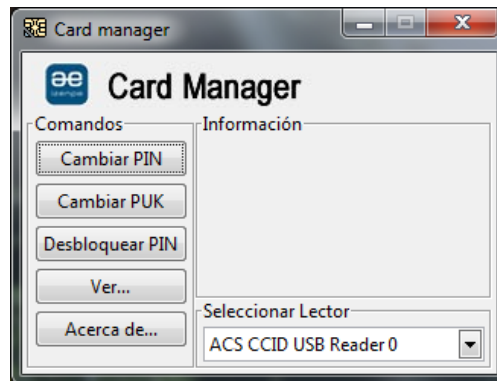 Card manager
Card Manager
Comandos
Cambiar PIN
Cambiar PUK
Desbloquear PIN
Ver...
Acerca de...
Información
Seleccionar Lector
ACS CCID USB Reader 0